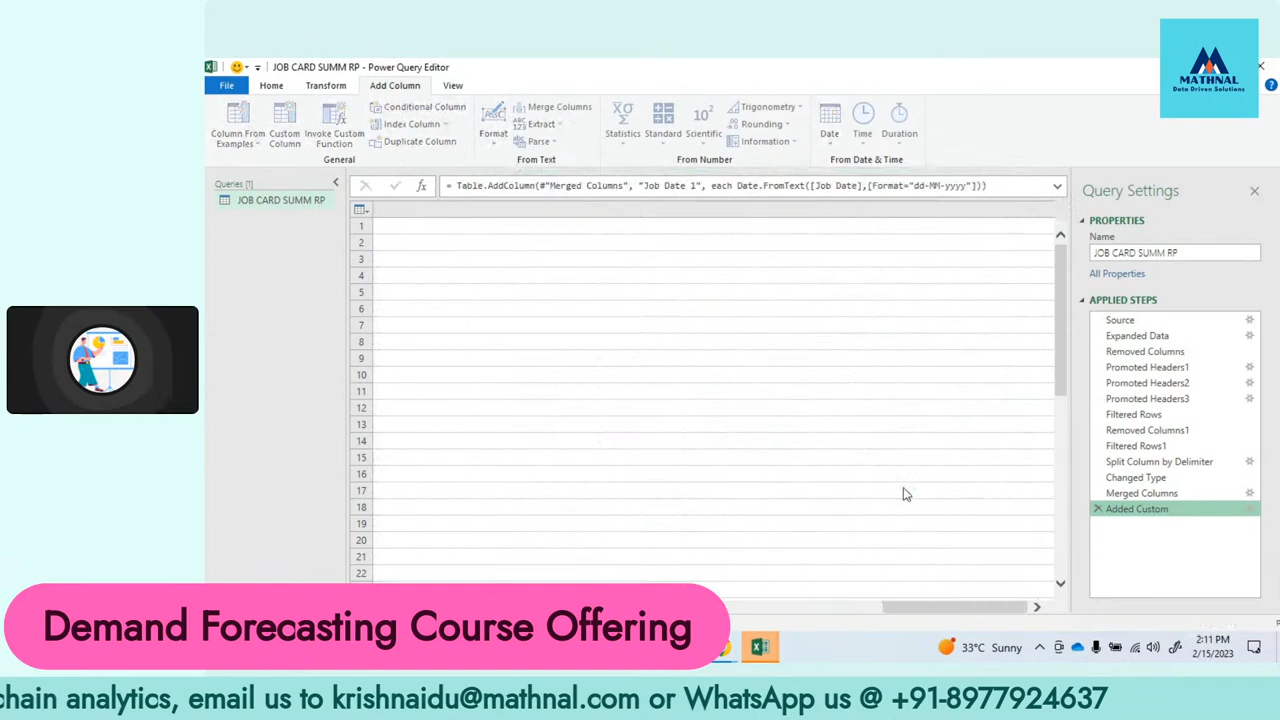 JOB CARD SUMM RP - Power Query Editor
MATHNAL
Data Driven Solutions
File
Home
Transform
Add Column
View
Column From
Examples
Custom
Column
Invoke Custom
Function
Conditional Column
Index Column
Duplicate Column
General
Format
Merge Columns
Extract
Parse
From Text
Statistics
Standard
Scientific
Trigonometry
Rounding
Information
From Number
Date
Time
Duration
From Date & Time
Queries [1]
JOB CARD SUMM RP
= Table.AddColumn(#"Merged Columns", "Job Date 1", each Date.FromText([Job Date],[Format="dd-MM-yyyy"]))
1
2
3
4
5
6
7
8
9
10
11
12
13
14
15
16
17
18
19
20
21
22
Query Settings
PROPERTIES
Name
JOB CARD SUMM RP
All Properties
APPLIED STEPS
Source
Expanded Data
Removed Columns
Promoted Headers1
Promoted Headers2
Promoted Headers3
Filtered Rows
Removed Columns1
Filtered Rows1
Split Column by Delimiter
Changed Type
Merged Columns
Added Custom
Demand Forecasting Course Offering
33°C Sunny
2:11 PM
2/15/2023
chain analytics, email us to krishnaidu@mathnal.com or WhatsApp us @ +91-8977924637